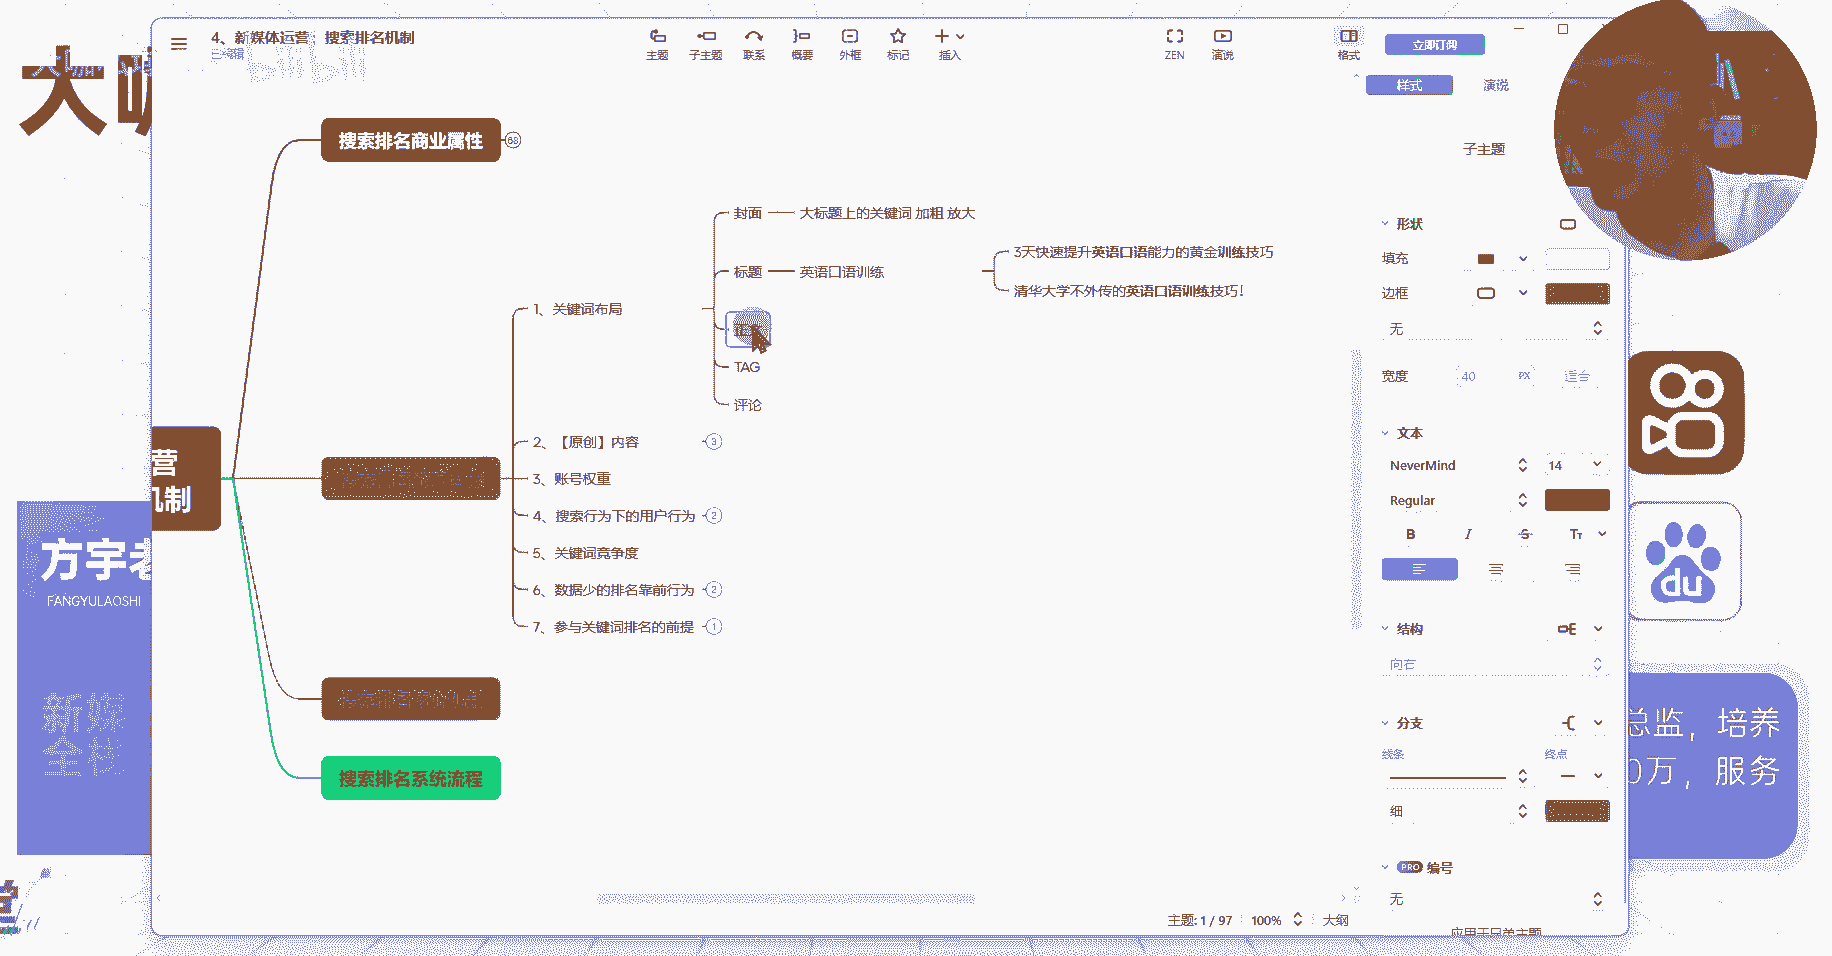 4、新媒体运营：搜索排名机制
已编辑
bilibili
主题
子主题
联系
概要
外框
标记
插入
ZEN
演说
格式
立即订阅
样式
演说
子主题
大
搜索排名商业属性
68
封面
大标题上的关键词 加粗 放大
标题
英语口语训练
3天快速提升英语口语能力的黄金训练技巧
清华大学不外传的英语口语训练技巧！
1、关键词布局
TAG
评论
2、【原创】内容
3
3、账号权重
4、搜索行为下的用户行为
2
5、关键词竞争度
6、数据少的排名靠前行为
2
7、参与关键词排名的前提
1
营
机制
搜索排名系统流程
方宇老
FANGYULAOSHI
新媒
全栈
形状
填充
边框
无
宽度
40
PX
适合
文本
NeverMind
14
Regular
B
I
S
TT
结构
向右
分支
线条
终点
细
PRO
编号
无
应用于兄弟主题
主题: 1 / 97
100%
大纲
du
总监，培养
0万，服务